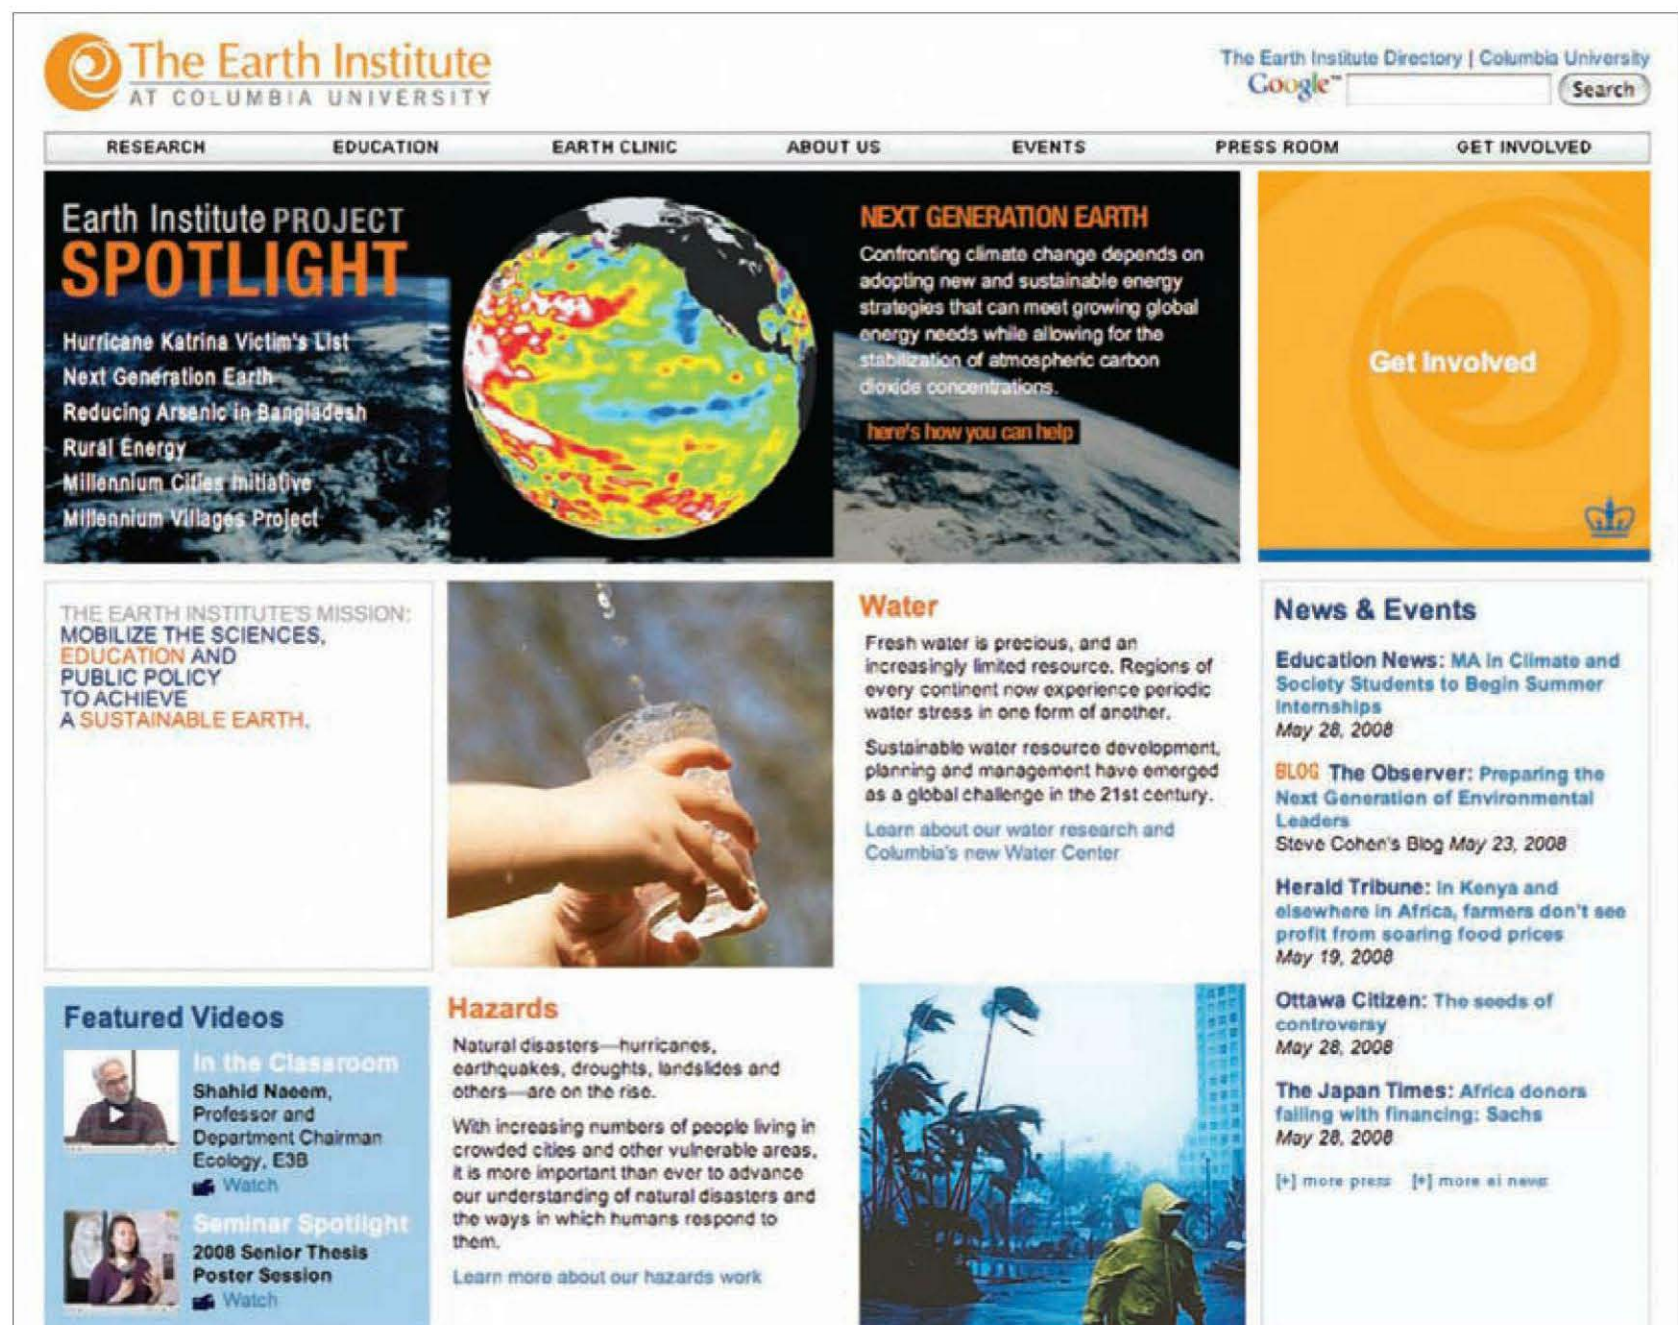 The Earth Institute
AT COLUMBIA UNIVERSITY
The Earth Institute Directory | Columbia University
Google™
Search
RESEARCH
EDUCATION
EARTH CLINIC
ABOUT US
EVENTS
PRESS ROOM
GET INVOLVED
Earth Institute PROJECT
SPOTLIGHT
Hurricane Katrina Victim's List
Next Generation Earth
Reducing Arsenic in Bangladesh
Rural Energy
Millennium Cities Initiative
Millennium Villages Project
NEXT GENERATION EARTH
Confronting climate change depends on
adopting new and sustainable energy
strategies that can meet growing global
energy needs while allowing for the
stabilization of atmospheric carbon
dioxide concentrations.
here's how you can help
Get Involved
THE EARTH INSTITUTE'S MISSION:
MOBILIZE THE SCIENCES,
EDUCATION AND
PUBLIC POLICY
TO ACHIEVE
A SUSTAINABLE EARTH.
Water
Fresh water is precious, and an
increasingly limited resource. Regions of
every continent now experience periodic
water stress in one form of another.
Sustainable water resource development,
planning and management have emerged
as a global challenge in the 21st century.
Learn about our water research and
Columbia's new Water Center
News & Events
Education News: MA in Climate and
Society Students to Begin Summer
Internships
May 28, 2008
BLOG The Observer: Preparing the
Next Generation of Environmental
Leaders
Steve Cohen's Blog May 23, 2008
Herald Tribune: In Kenya and
elsewhere in Africa, farmers don't see
profit from soaring food prices
May 19, 2008
Ottawa Citizen: The seeds of
controversy
May 28, 2008
The Japan Times: Africa donors
falling with financing: Sachs
May 28, 2008
[+] more press [+] more ei news
Featured Videos
In the Classroom
Shahid Naeem,
Professor and
Department Chairman
Ecology, E3B
Watch
Seminar Spotlight
2008 Senior Thesis
Poster Session
Watch
Hazards
Natural disasters—hurricanes,
earthquakes, droughts, landslides and
others—are on the rise.
With increasing numbers of people living in
crowded cities and other vulnerable areas,
it is more important than ever to advance
our understanding of natural disasters and
the ways in which humans respond to
them.
Learn more about our hazards work